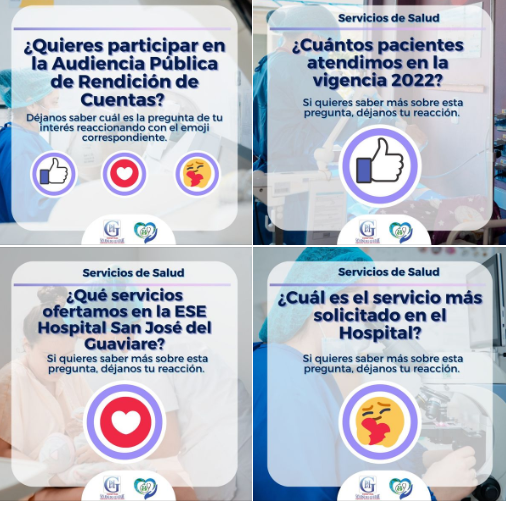 ¿Quieres participar en
la Audiencia Pública
de Rendición de
Cuentas?
Déjanos saber cuál es la pregunta de tu
interés reaccionando con el emoji
correspondiente.
Servicios de Salud
¿Cuántos pacientes
atendimos en la
vigencia 2022?
Si quieres saber más sobre esta
pregunta, déjanos tu reacción.
Servicios de Salud
¿Qué servicios
ofertamos en la ESE
Hospital San José del
Guaviare?
Si quieres saber más sobre esta
pregunta, déjanos tu reacción.
Servicios de Salud
¿Cuál es el servicio más
solicitado en el
Hospital?
Si quieres saber más sobre esta
pregunta, déjanos tu reacción.